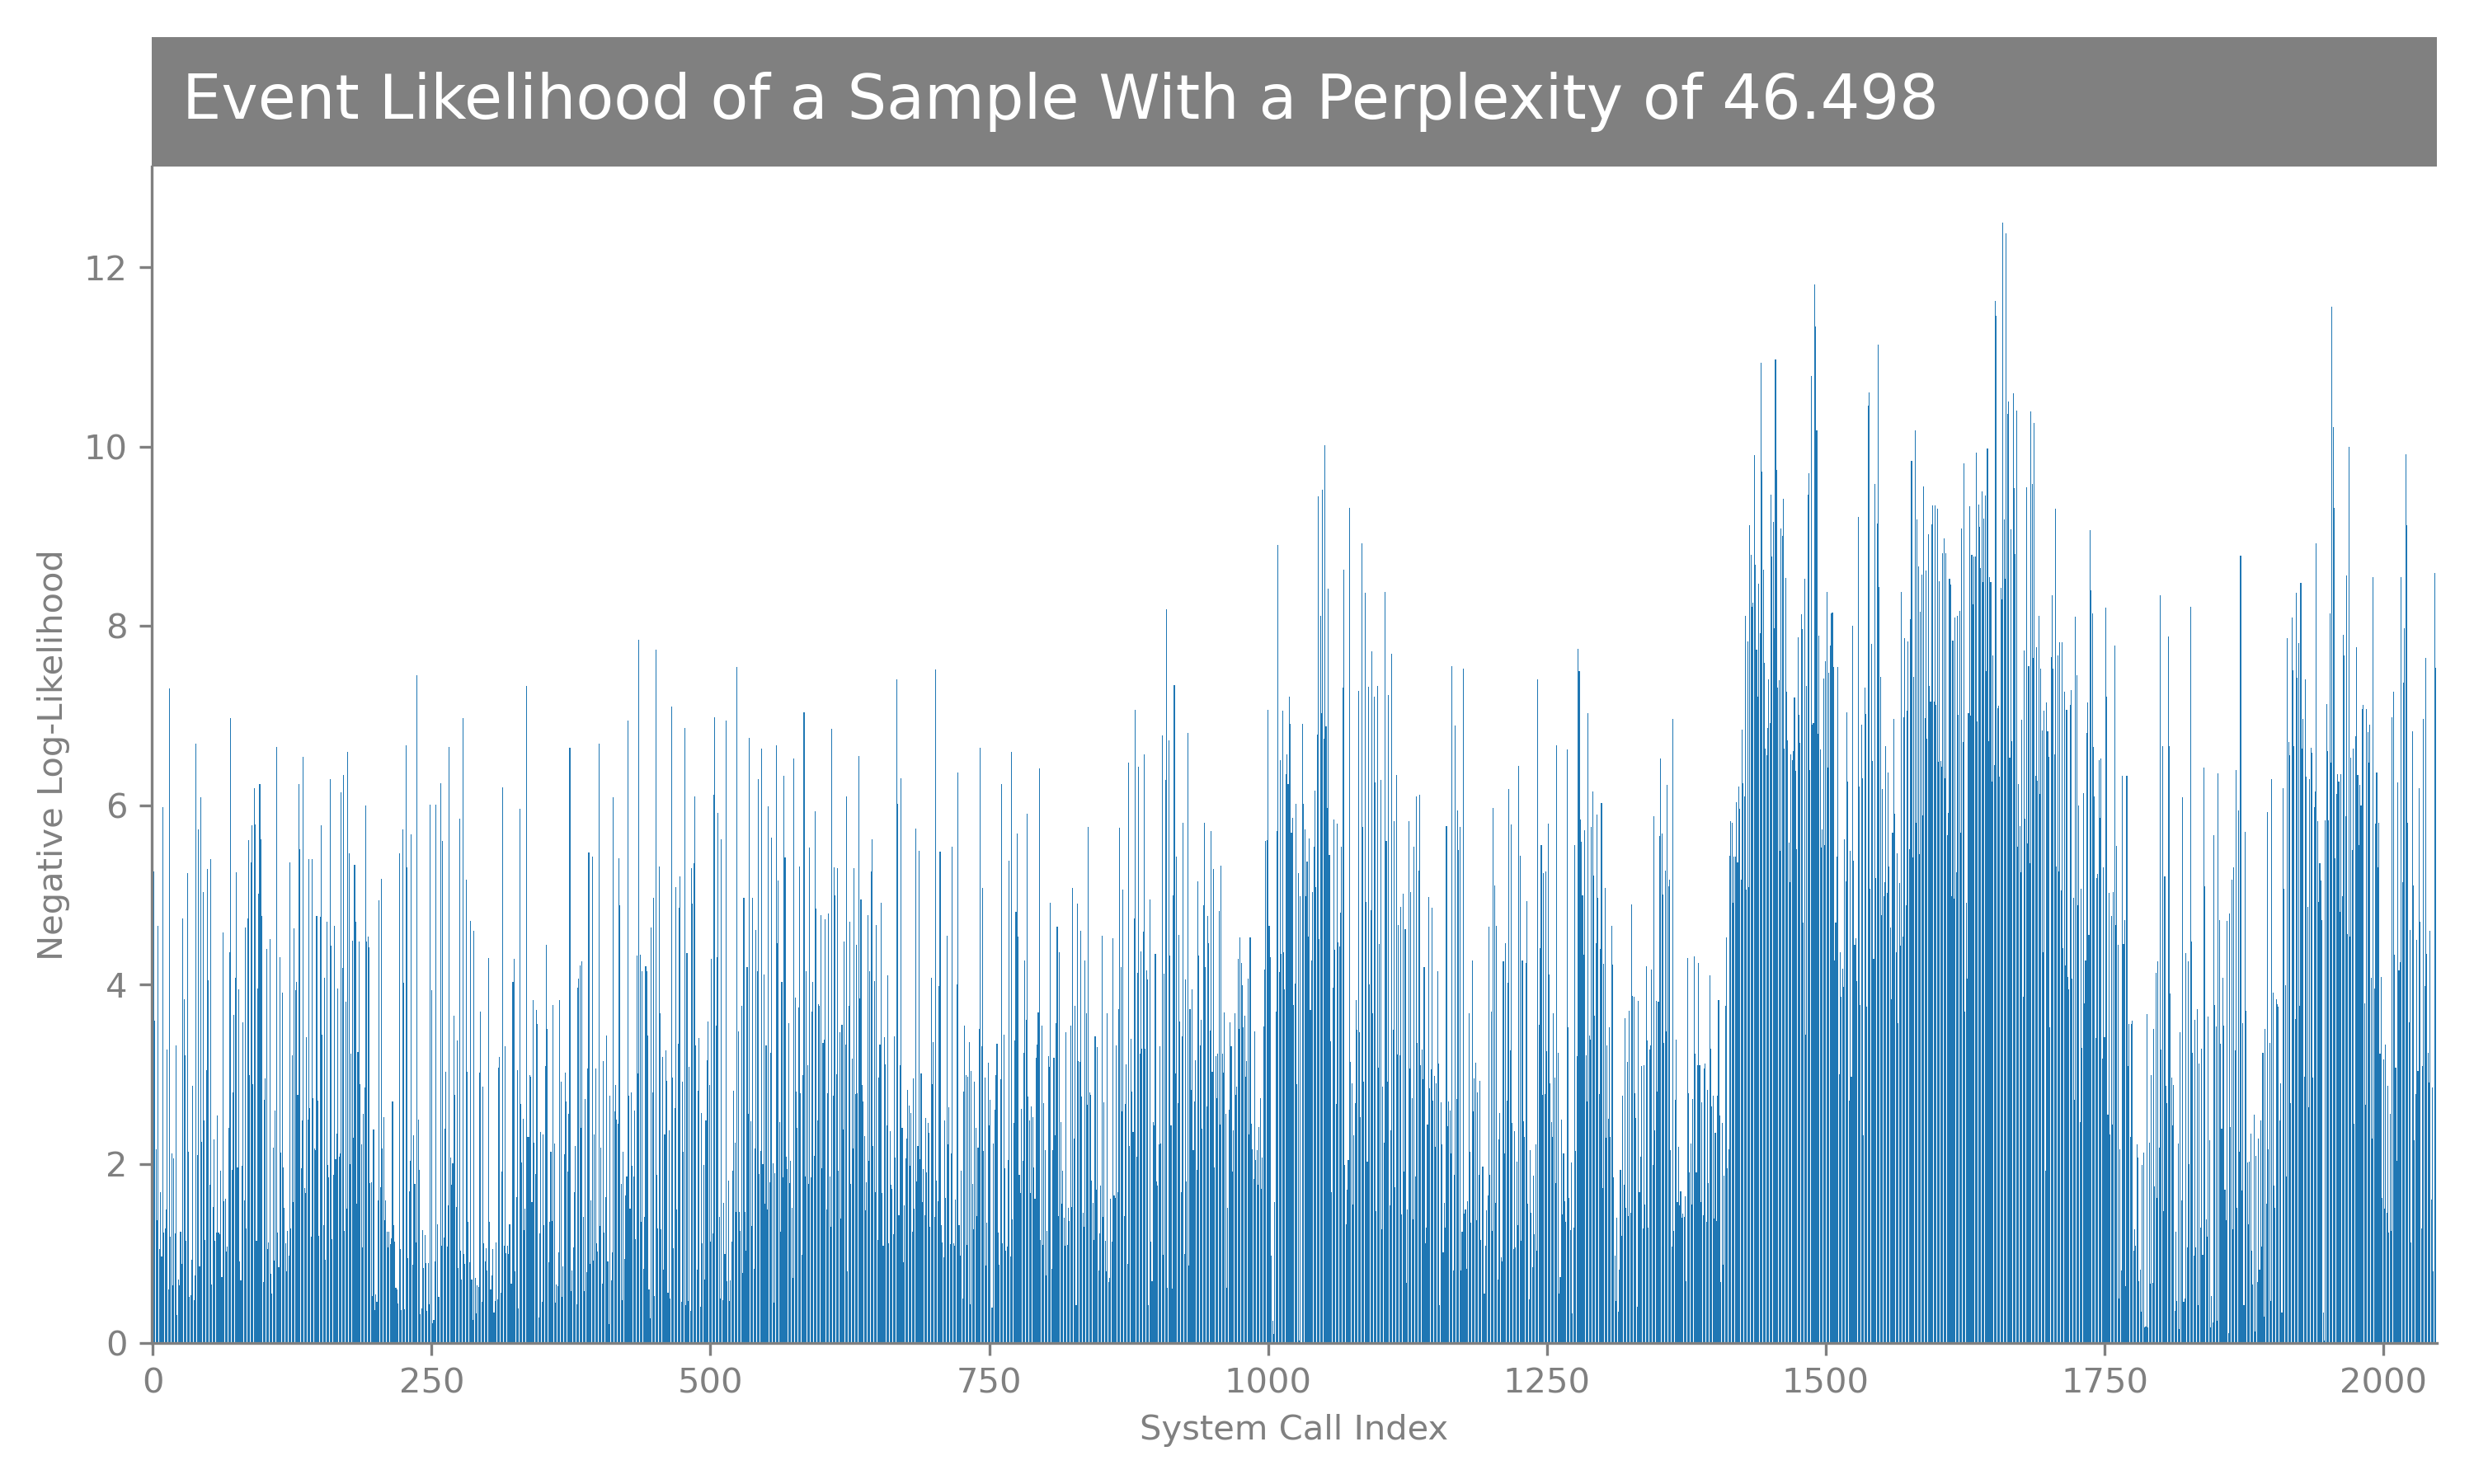 Event Likelihood of a Sample With a Perplexity of 46.498
Negative Log-Likelihood
12
10
8
6
4
2
0
0 250 500 750 1000 1250 1500 1750 2000
System Call Index